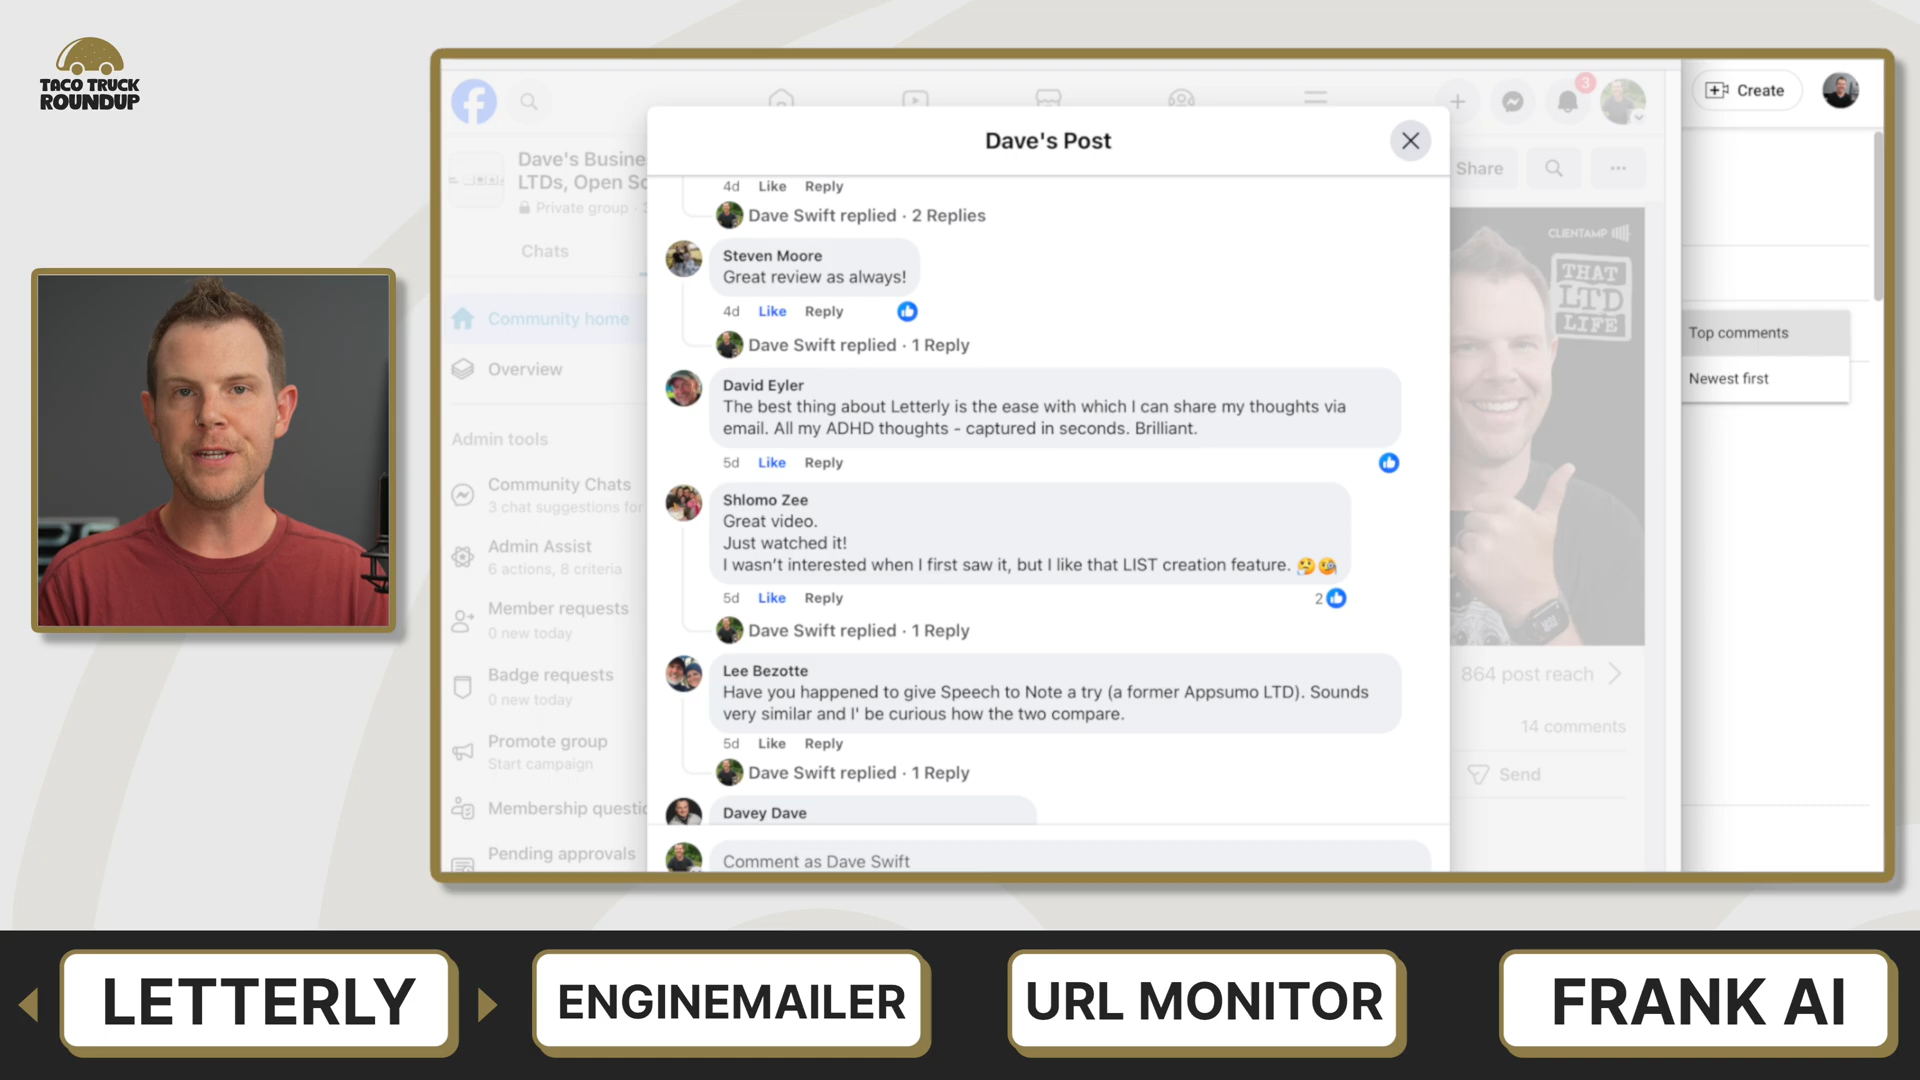 TACO TRUCK
ROUNDUP
Dave's Busine
LTDs, Open So
Private group
Chats
Community home
Overview
Admin tools
Community Chats
3 chat suggestions for
Admin Assist
6 actions, 8 criteria
Member requests
0 new today
Badge requests
0 new today
Promote group
Start campaign
Membership questio
Pending approvals
Dave's Post
4d Like Reply
Dave Swift replied · 2 Replies
Steven Moore
Great review as always!
4d Like Reply
Dave Swift replied · 1 Reply
David Eyler
The best thing about Letterly is the ease with which I can share my thoughts via
email. All my ADHD thoughts - captured in seconds. Brilliant.
5d Like Reply
Shlomo Zee
Great video.
Just watched it!
I wasn't interested when I first saw it, but I like that LIST creation feature. 🤔🧐
5d Like Reply 2
Dave Swift replied · 1 Reply
Lee Bezotte
Have you happened to give Speech to Note a try (a former Appsumo LTD). Sounds
very similar and I' be curious how the two compare.
5d Like Reply
Dave Swift replied · 1 Reply
Davey Dave
Comment as Dave Swift
3
Share
CLIENTAMP
THAT
LTD
LIFE
864 post reach
14 comments
Send
Create
Top comments
Newest first
LETTERLY
ENGINEMAILER
URL MONITOR
FRANK AI